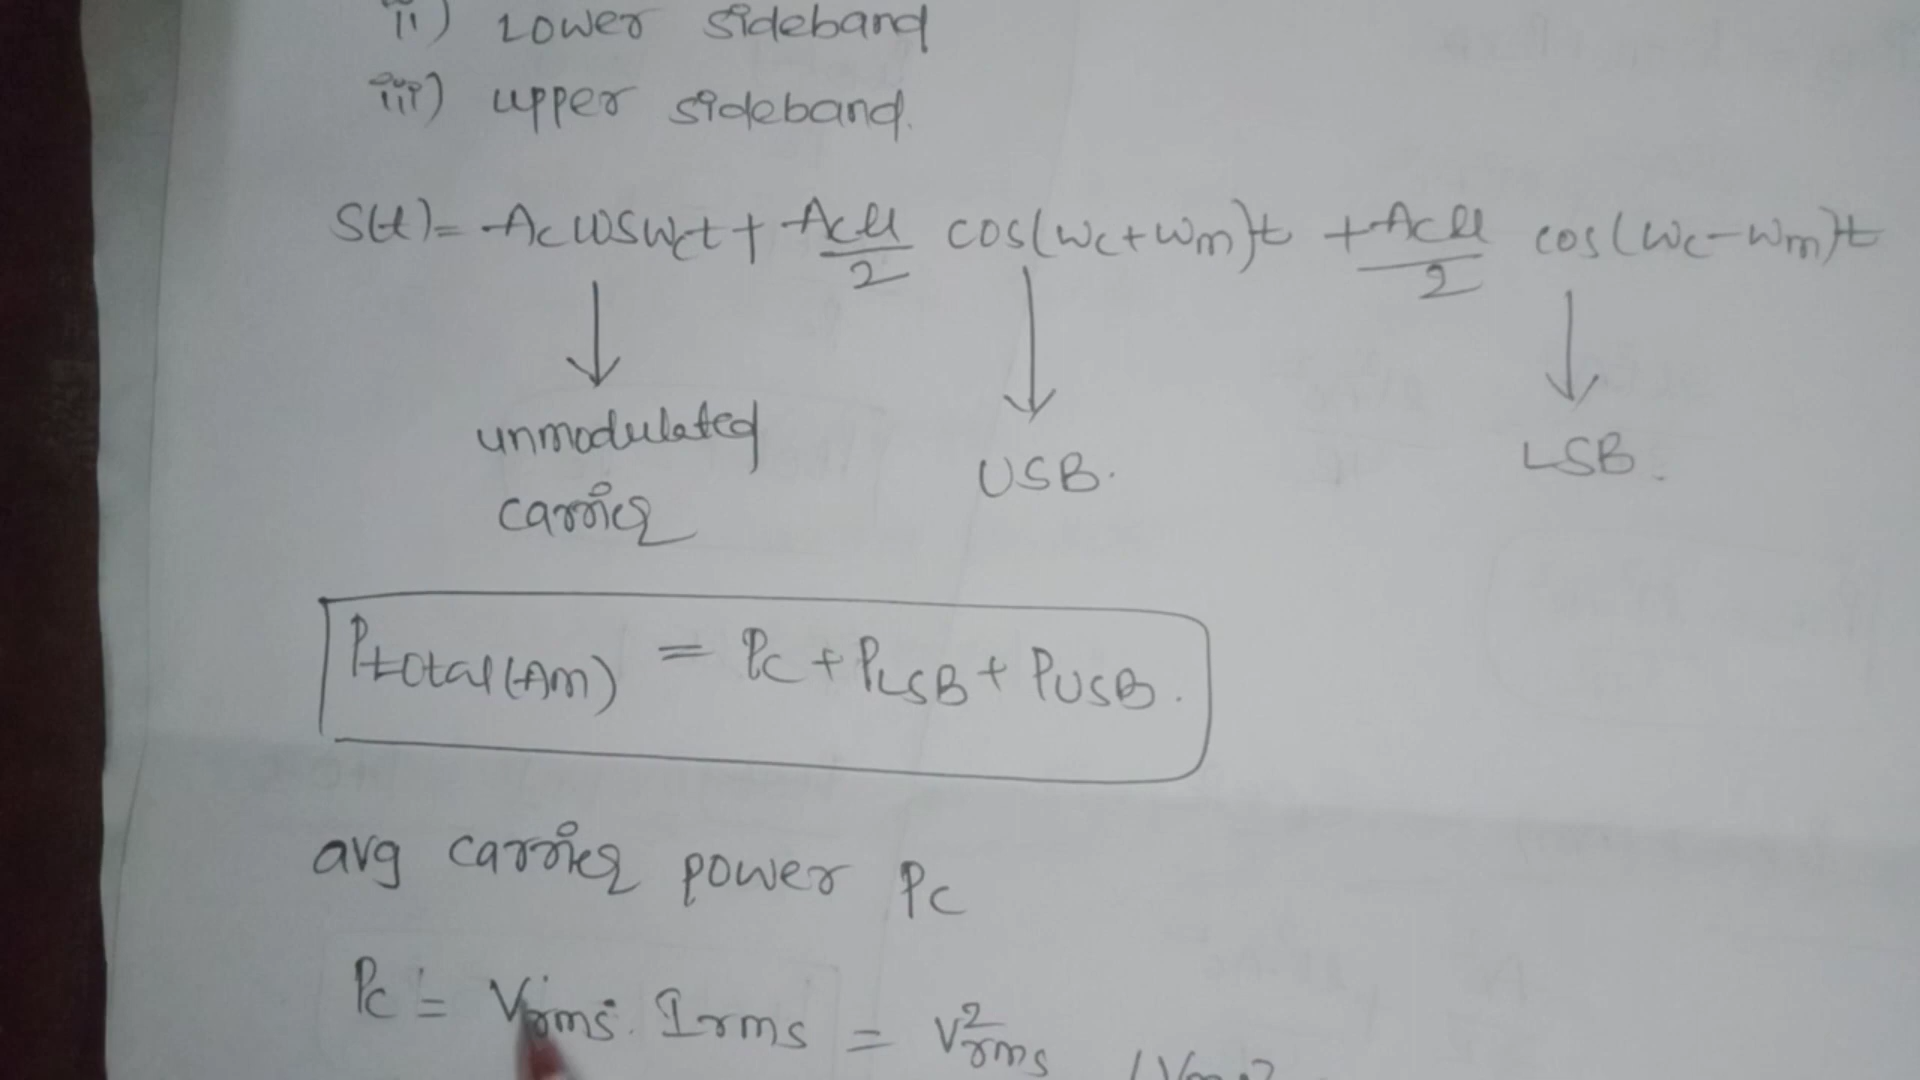 ii) Lower sideband
iii) upper sideband.
S(t) = Ac cos wct + Acμ/2 cos(wc+wm)t + Acμ/2 cos(wc-wm)t
unmodulated carrier
USB.
LSB.
Ptotal(AM) = Pc + PLSB + PUSB.
avg carrier power Pc
Pc = Vrms. Irms = V²rms